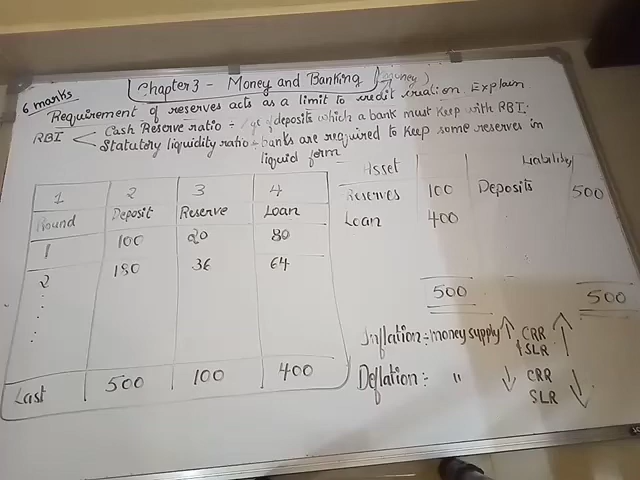 Chapter 3 - Money and Banking
(money)
6 marks
Requirement of reserves acts as a limit to credit creation. Explain
RBI
Cash Reserve ratio :- deposits which a bank must keep with RBI.
Statutory liquidity ratio :- banks are required to keep some reserves in
liquid form
1 2 3 4
Round Deposit Reserve Loan
1 100 20 80
2 180 36 64
Last 500 100 400
Asset Liability
Reserves 100 Deposits 500
Loan 400
500 500
Inflation :- money supply ↑ CRR ↑
↑ SLR
Deflation :- " ↓ CRR ↓
SLR